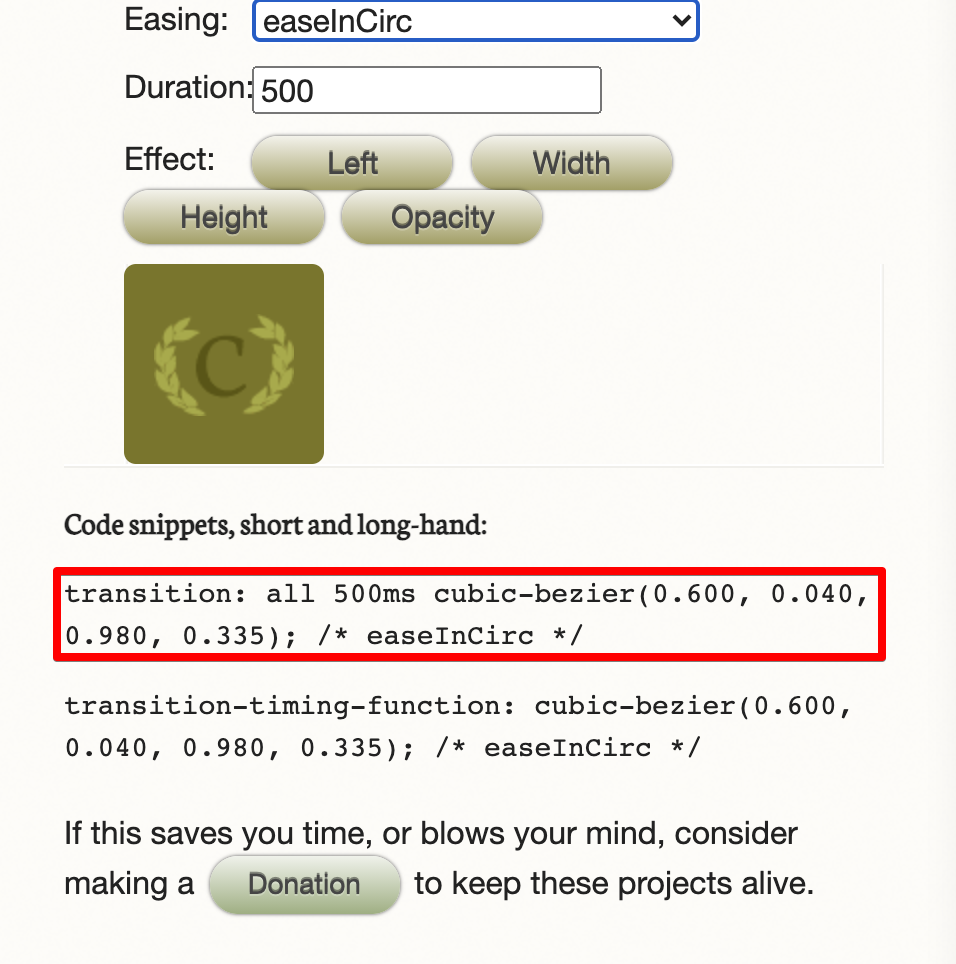 Easing: easeInCirc
Duration: 500
Effect: Left Width
Height Opacity
C
Code snippets, short and long-hand:
transition: all 500ms cubic-bezier(0.600, 0.040,
0.980, 0.335); /* easeInCirc */
transition-timing-function: cubic-bezier(0.600,
0.040, 0.980, 0.335); /* easeInCirc */
If this saves you time, or blows your mind, consider
making a Donation to keep these projects alive.